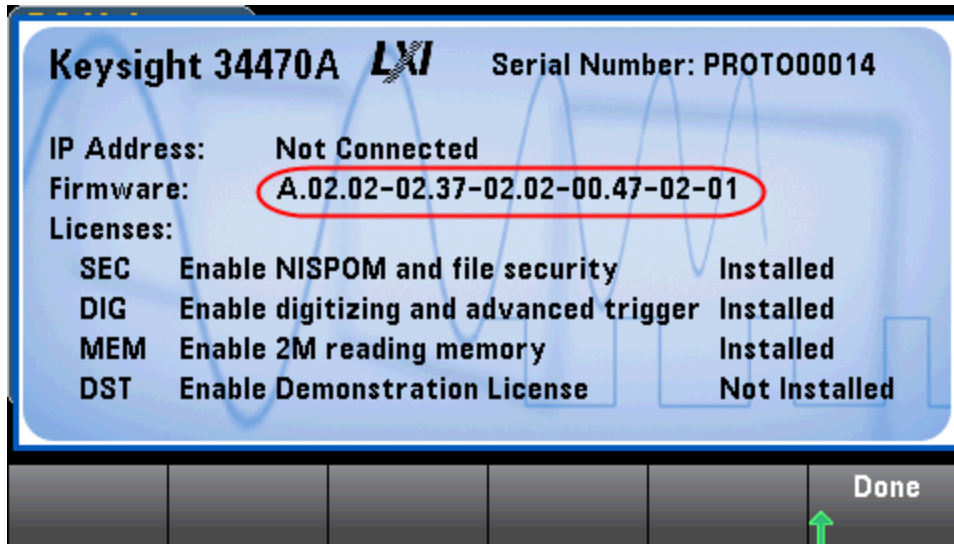 Keysight 34470A LXI Serial Number: PROTO00014
IP Address: Not Connected
Firmware: A.02.02-02.37-02.02-00.47-02-01
Licenses:
SEC Enable NISPOM and file security Installed
DIG Enable digitizing and advanced trigger Installed
MEM Enable 2M reading memory Installed
DST Enable Demonstration License Not Installed
Done